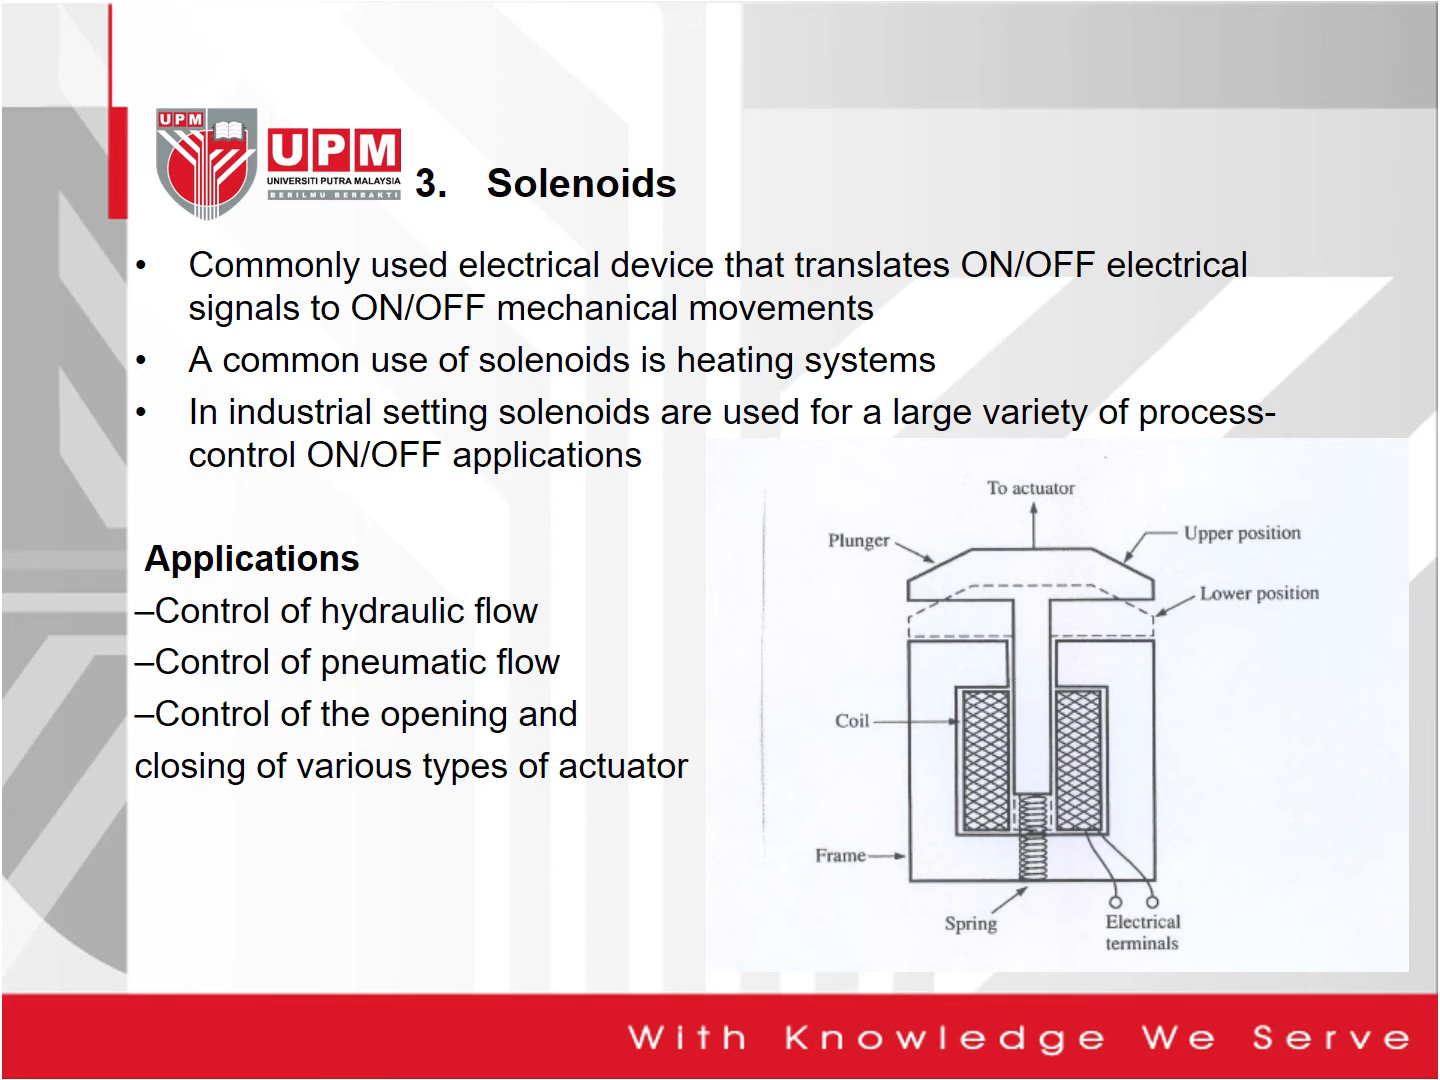 UPM
UPM
UNIVERSITI PUTRA MALAYSIA
BERILMU BERBAKTI
3. Solenoids
• Commonly used electrical device that translates ON/OFF electrical
signals to ON/OFF mechanical movements
• A common use of solenoids is heating systems
• In industrial setting solenoids are used for a large variety of process-
control ON/OFF applications
Applications
–Control of hydraulic flow
–Control of pneumatic flow
–Control of the opening and
closing of various types of actuator
To actuator
Plunger
Upper position
Lower position
Coil
Frame
Spring
Electrical
terminals
With Knowledge We Serve